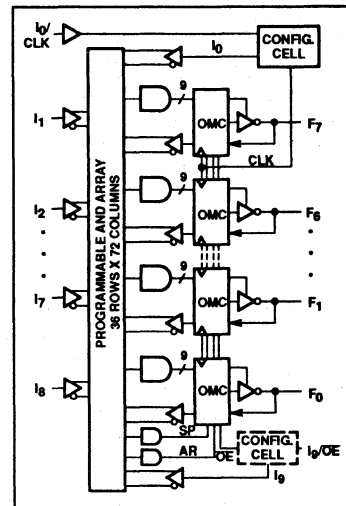 I0/
CLK
I0
CONFIG.
CELL
I1
9
OMC
F7
CLK
I2
9
OMC
F6
PROGRAMMABLE AND ARRAY
36 ROWS X 72 COLUMNS
I7
9
OMC
F1
I8
9
OMC
F0
SP
AR
OE
CONFIG.
CELL
I9/OE
I9